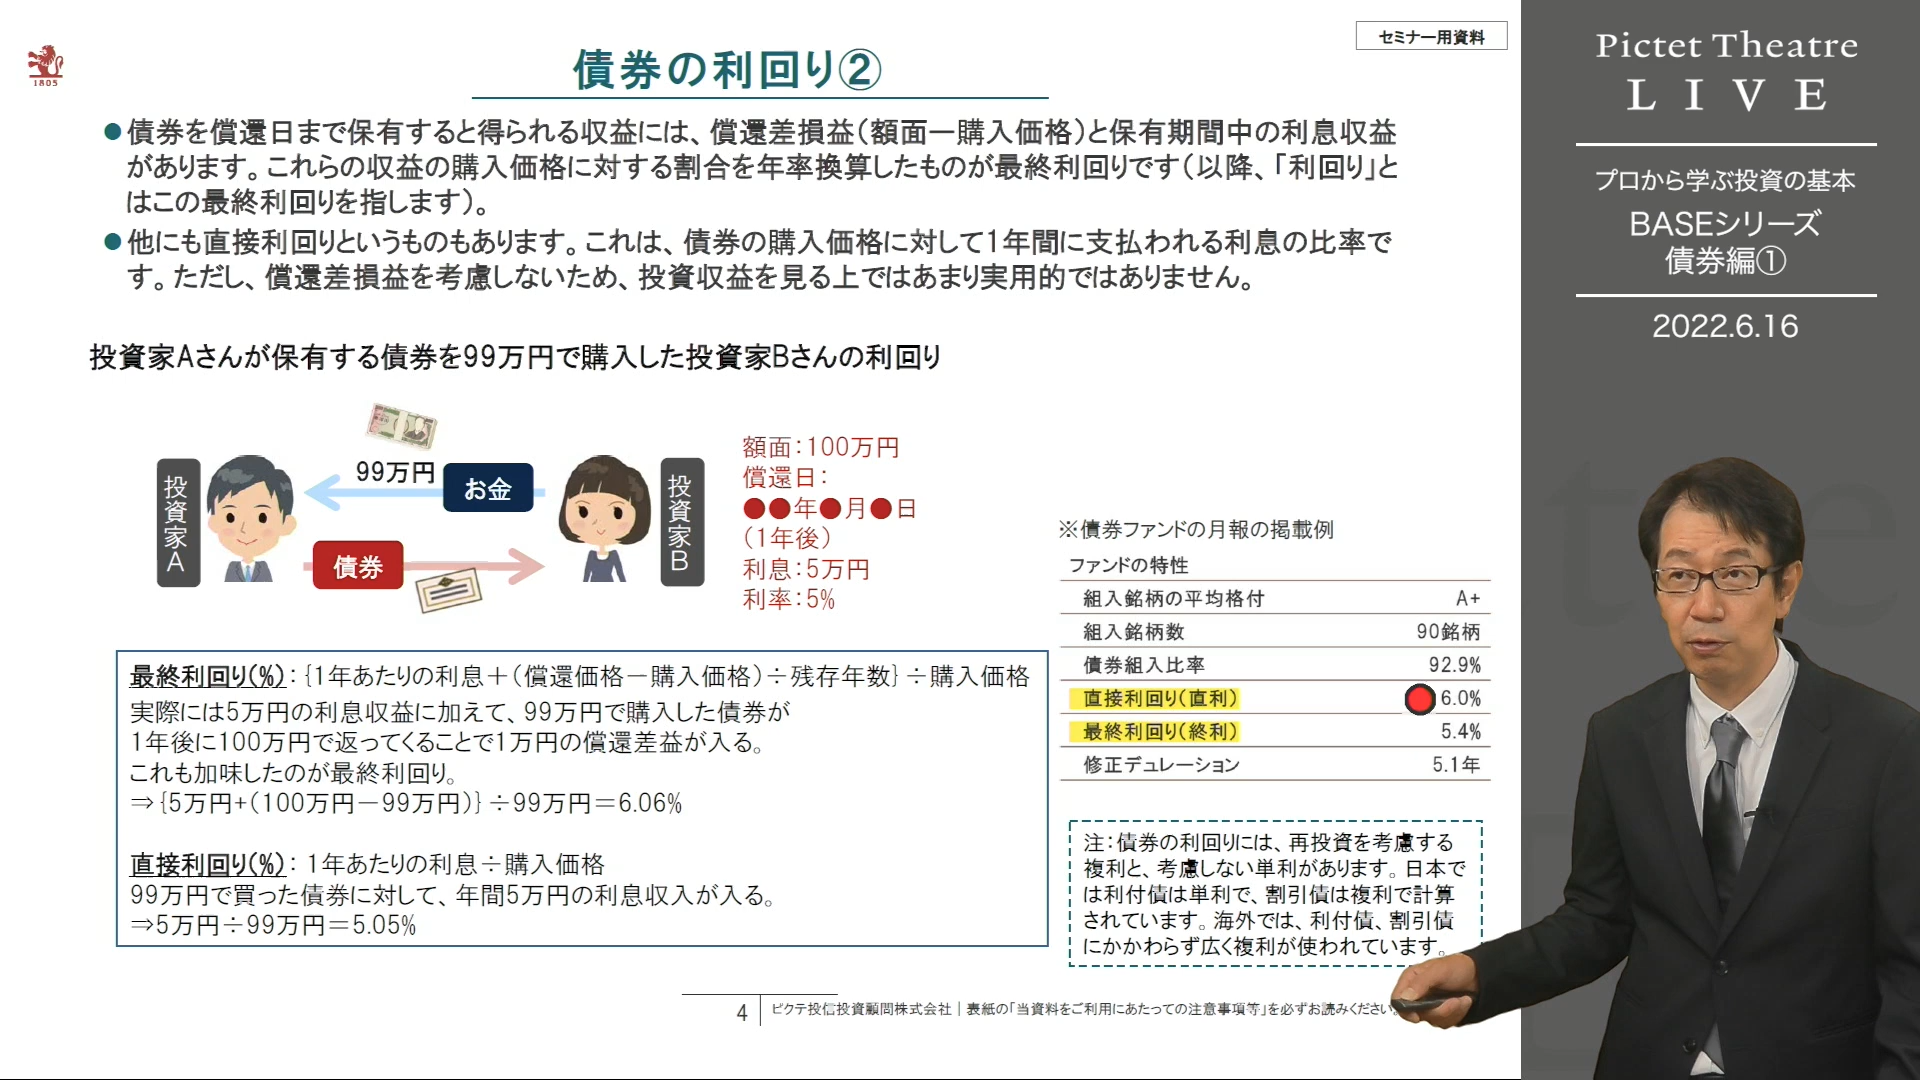 セミナー用資料
1805
債券の利回り②
●債券を償還日まで保有すると得られる収益には、償還差損益（額面－購入価格）と保有期間中の利息収益
があります。これらの収益の購入価格に対する割合を年率換算したものが最終利回りです（以降、「利回り」と
はこの最終利回りを指します）。
●他にも直接利回りというものもあります。これは、債券の購入価格に対して1年間に支払われる利息の比率で
す。ただし、償還差損益を考慮しないため、投資収益を見る上ではあまり実用的ではありません。
投資家Aさんが保有する債券を99万円で購入した投資家Bさんの利回り
投資家A
99万円
お金
債券
投資家B
額面：100万円
償還日：
●●年●月●日
（1年後）
利息：5万円
利率：5%
最終利回り(%)：{1年あたりの利息＋（償還価格－購入価格）÷残存年数}÷購入価格
実際には5万円の利息収益に加えて、99万円で購入した債券が
1年後に100万円で返ってくることで1万円の償還差益が入る。
これも加味したのが最終利回り。
⇒{5万円+（100万円－99万円）}÷99万円＝6.06%
直接利回り(%)：1年あたりの利息÷購入価格
99万円で買った債券に対して、年間5万円の利息収入が入る。
⇒5万円÷99万円＝5.05%
※債券ファンドの月報の掲載例
ファンドの特性
組入銘柄の平均格付 A+
組入銘柄数 90銘柄
債券組入比率 92.9%
直接利回り（直利） 6.0%
最終利回り（終利） 5.4%
修正デュレーション 5.1年
注：債券の利回りには、再投資を考慮する
複利と、考慮しない単利があります。日本で
は利付債は単利で、割引債は複利で計算
されています。海外では、利付債、割引債
にかかわらず広く複利が使われています。
4
ピクテ投信投資顧問株式会社｜表紙の「当資料をご利用にあたっての注意事項等」を必ずお読みください。
Pictet Theatre
LIVE
プロから学ぶ投資の基本
BASEシリーズ
債券編①
2022.6.16